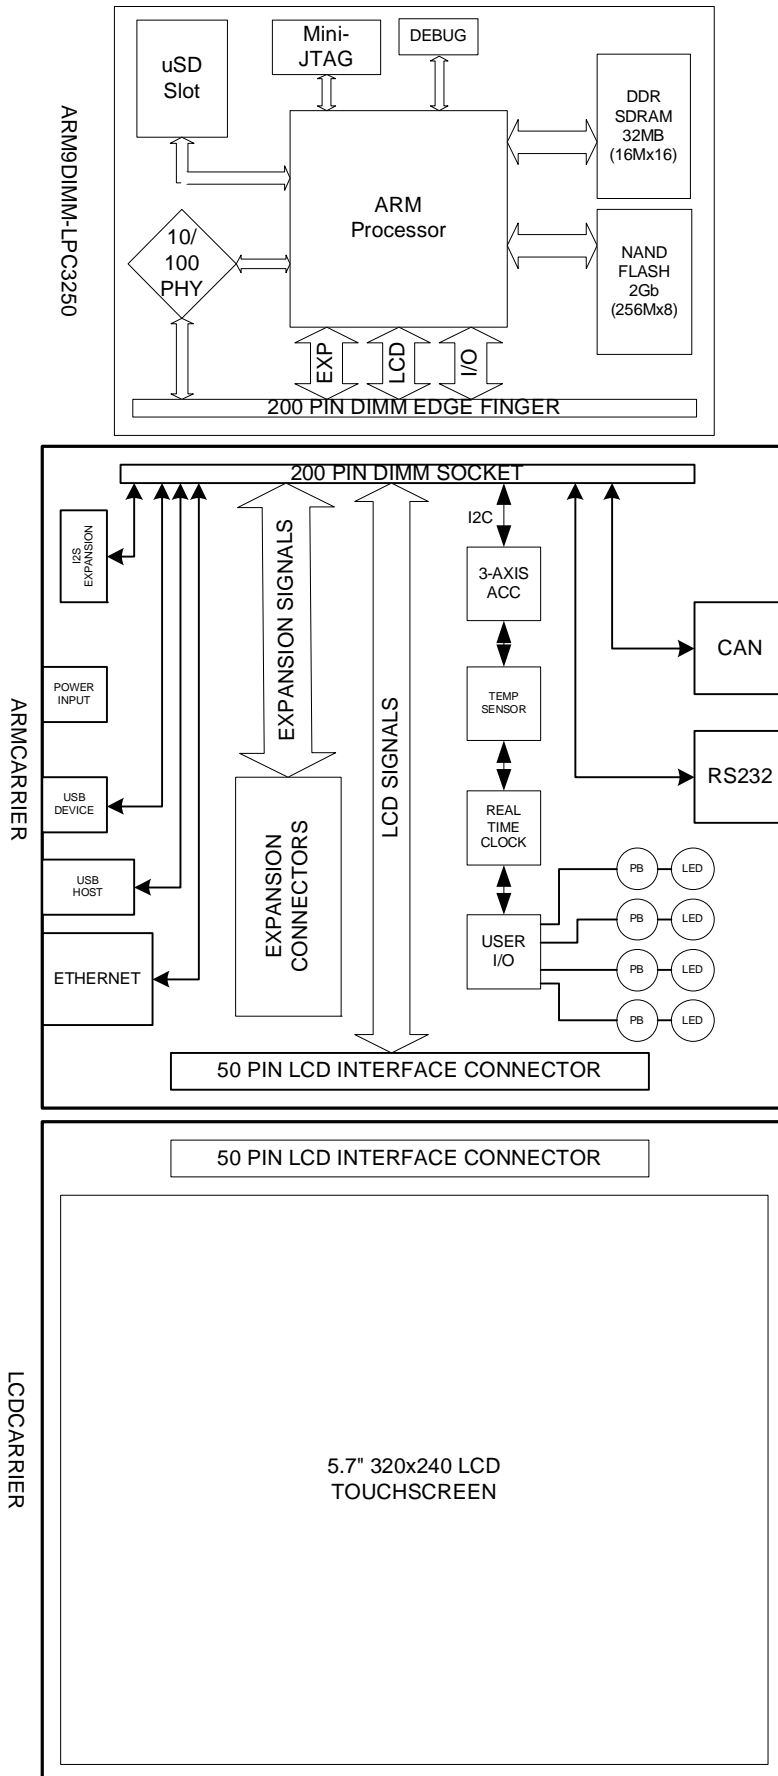 ARM9DIMM-LPC3250
uSD
Slot
Mini-
JTAG
DEBUG
DDR
SDRAM
32MB
(16Mx16)
ARM
Processor
10/
100
PHY
NAND
FLASH
2Gb
(256Mx8)
EXP
LCD
I/O
200 PIN DIMM EDGE FINGER
ARMCARRIER
200 PIN DIMM SOCKET
I2S
EXPANSION
POWER
INPUT
USB
DEVICE
USB
HOST
ETHERNET
EXPANSION SIGNALS
EXPANSION
CONNECTORS
LCD SIGNALS
I2C
3-AXIS
ACC
TEMP
SENSOR
REAL
TIME
CLOCK
USER
I/O
CAN
RS232
PB
LED
PB
LED
PB
LED
PB
LED
50 PIN LCD INTERFACE CONNECTOR
LCDCARRIER
50 PIN LCD INTERFACE CONNECTOR
5.7" 320x240 LCD
TOUCHSCREEN